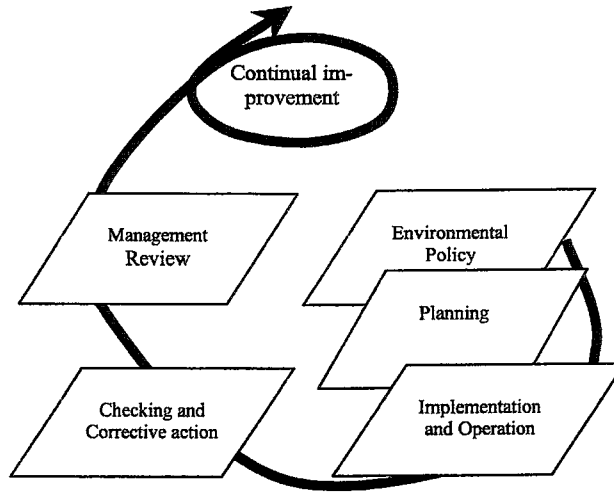 Continual im-
provement
Management
Review
Environmental
Policy
Planning
Checking and
Corrective action
Implementation
and Operation